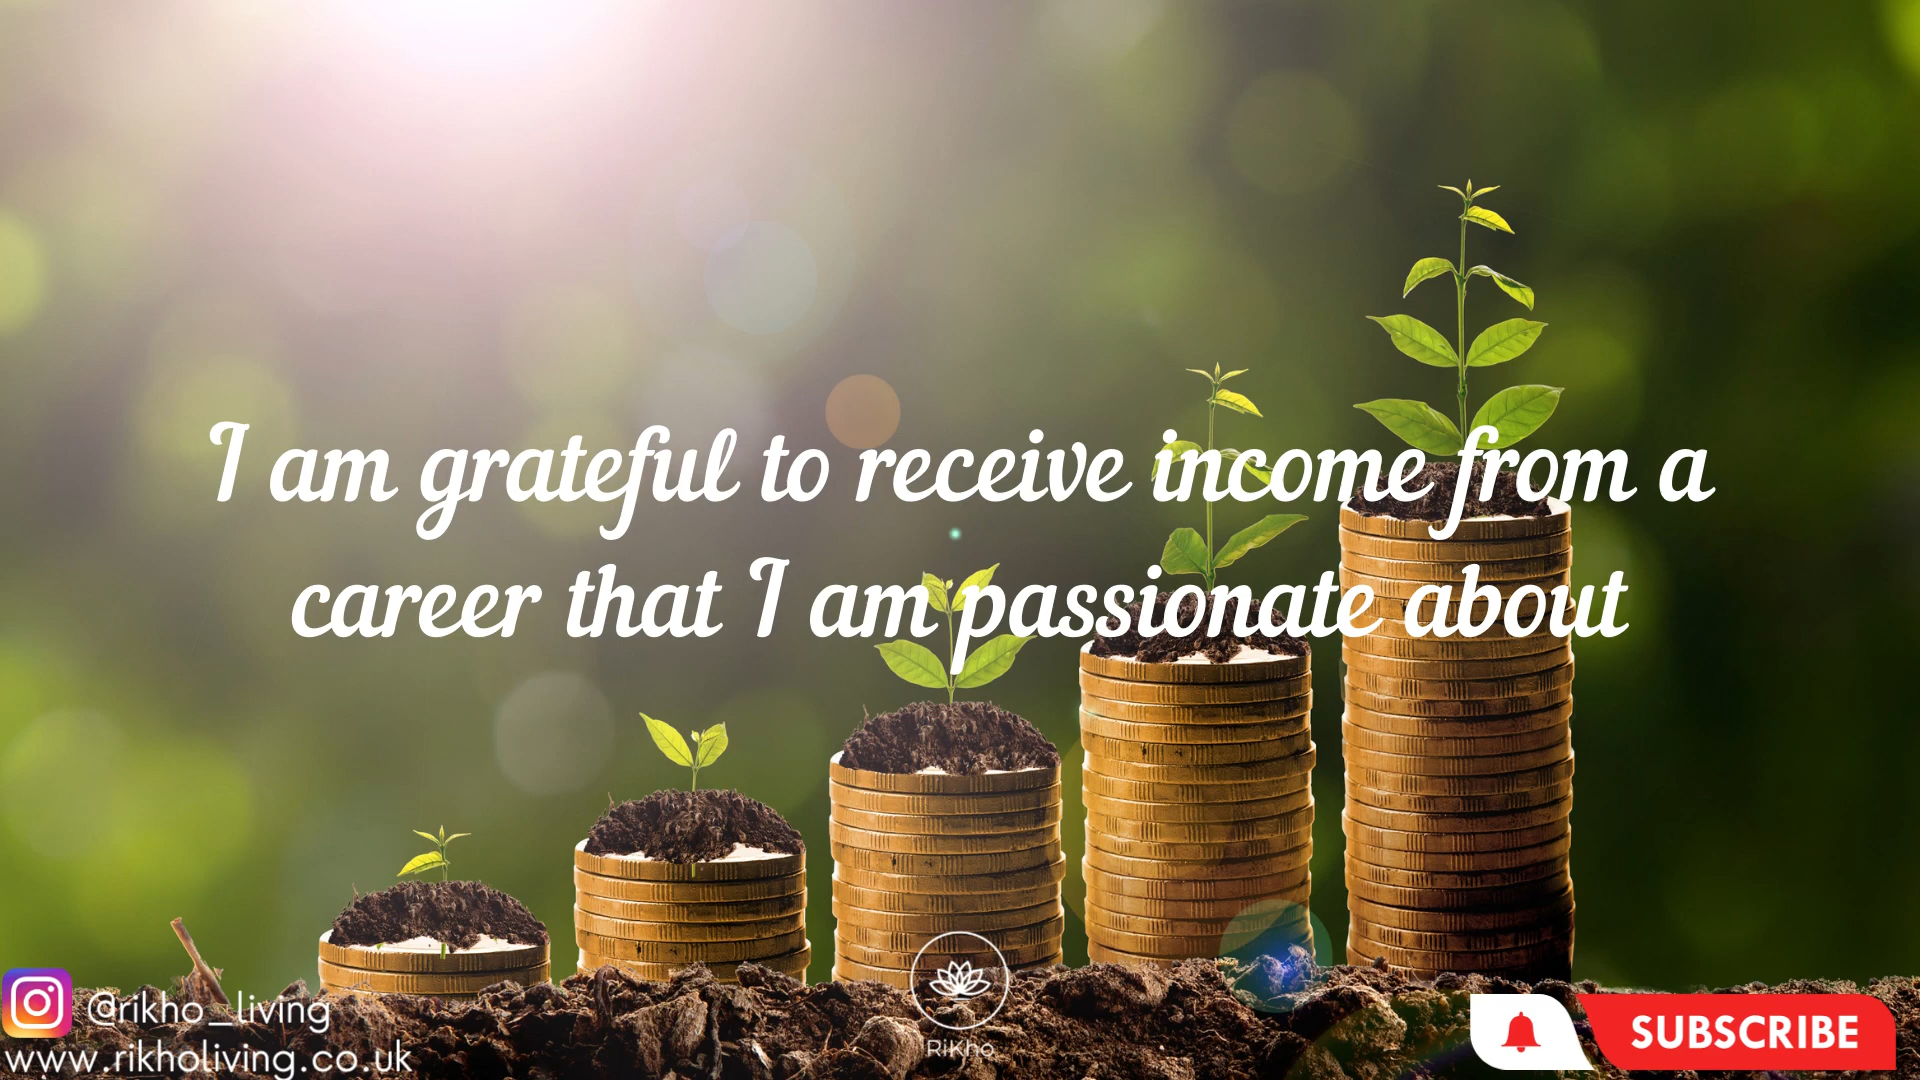 I am grateful to receive income from a
career that I am passionate about
@rikho_living
www.rikholiving.co.uk
RiKho
SUBSCRIBE